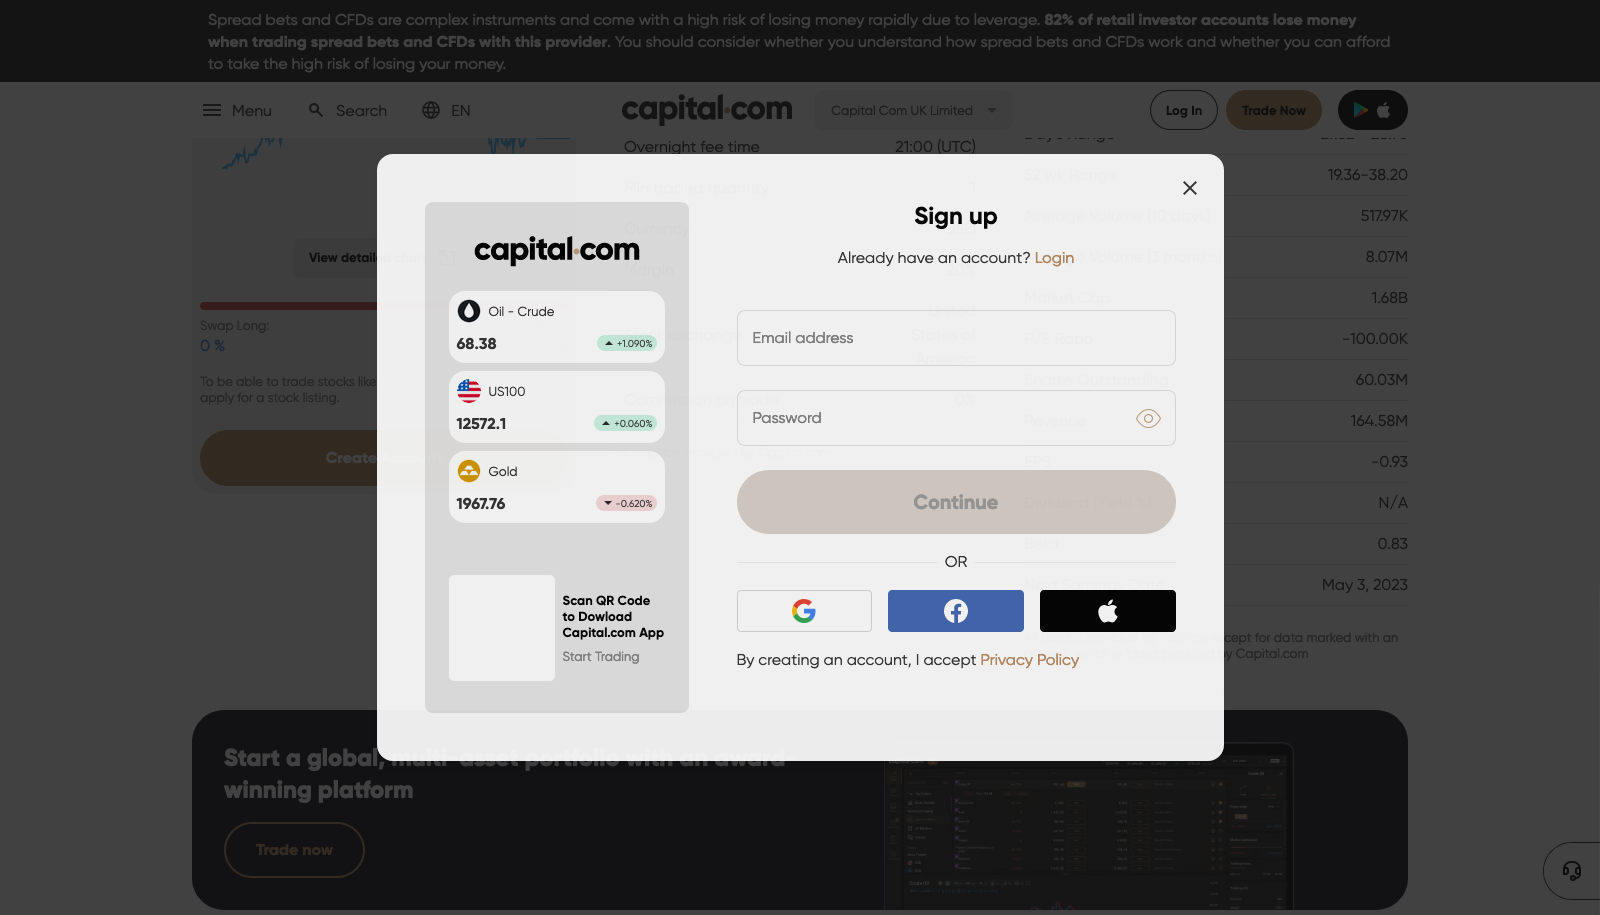 Spread bets and CFDs are complex instruments and come with a high risk of losing money rapidly due to leverage. 82% of retail investor accounts lose money
when trading spread bets and CFDs with this provider. You should consider whether you understand how spread bets and CFDs work and whether you can afford
to take the high risk of losing your money.
Menu
Search
EN
capital.com
Capital Com UK Limited
Log In
Trade Now
Overnight fee time
21:00 (UTC)
19.36-38.20
517.97K
8.07M
1.68B
-100.00K
60.03M
164.58M
-0.93
N/A
0.83
May 3, 2023
View detailed
Swap Long:
0 %
To be able to trade stocks like
apply for a stock listing.
Create
capital.com
Oil - Crude
68.38
+1.090%
US100
12572.1
+0.060%
Gold
1967.76
-0.620%
Scan QR Code
to Dowload
Capital.com App
Start Trading
Sign up
Already have an account? Login
Email address
Password
Continue
OR
By creating an account, I accept Privacy Policy
except for data marked with an
by Capital.com
Start a global, multi-asset portfolio with an award
winning platform
Trade now